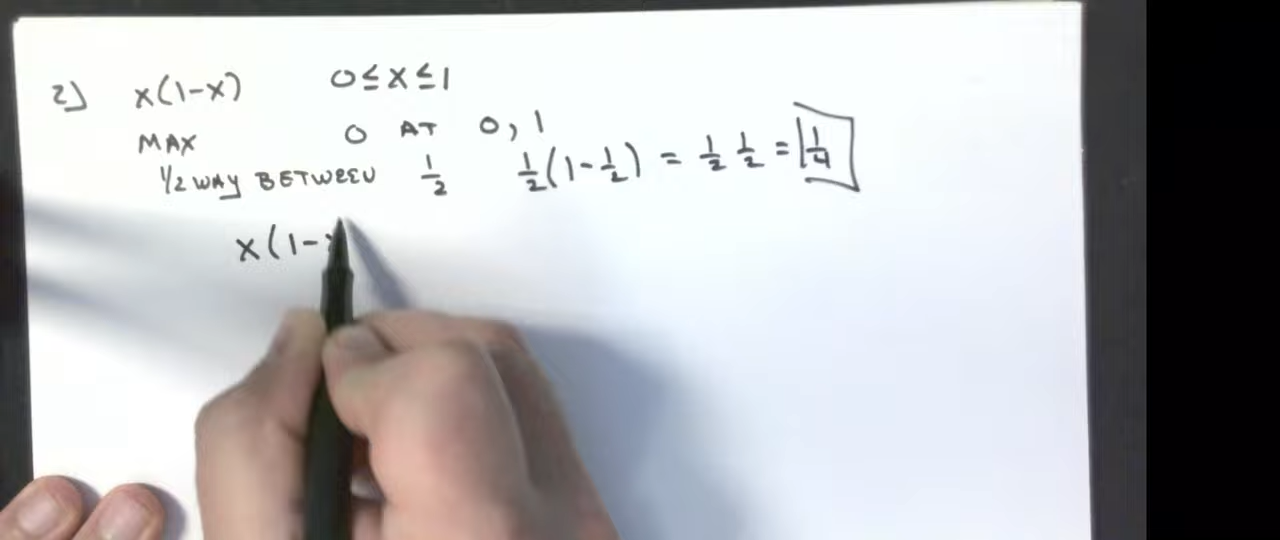 2) x(1-x) 0≤x≤1
MAX 0 AT 0, 1
1/2 WAY BETWEEN 1/2 1/2(1-1/2) = 1/2 1/2 = 1/4
x(1-